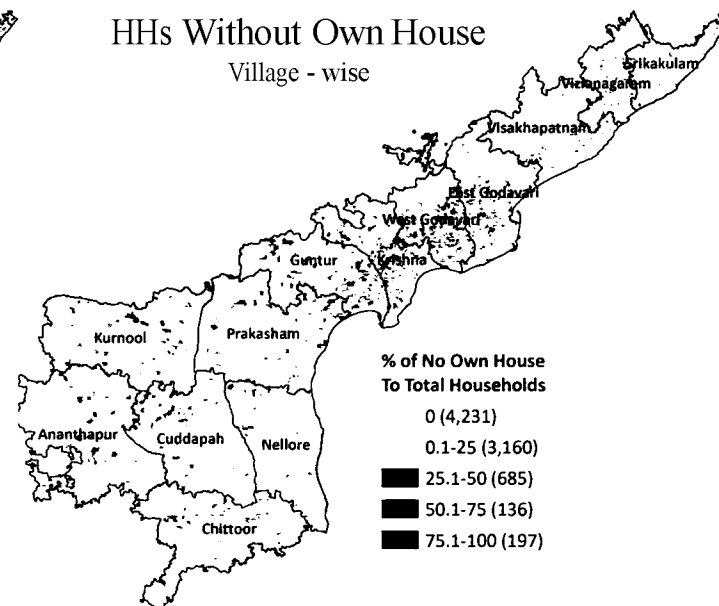 HHs Without Own House
Village - wise
Srikakulam
Vizianagaram
Visakhapatnam
East Godavari
West Godavari
Krishna
Guntur
Prakasham
Kurnool
% of No Own House
To Total Households
0 (4,231)
0.1-25 (3,160)
25.1-50 (685)
50.1-75 (136)
75.1-100 (197)
Ananthapur
Cuddapah
Nellore
Chittoor